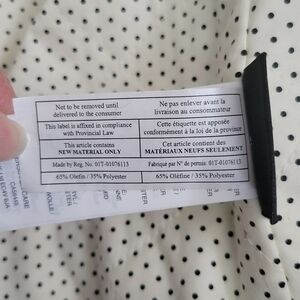 Not to be removed until
delivered to the consumer
Ne pas enlever avant la
livraison au consommateur
This label is affixed in compliance
with Provincial Law
Cette étiquette est apposée
conformément à la loi de la province
This article contains
NEW MATERIAL ONLY
Cet article contient des
MATÉRIAUX NEUFS SEULEMENT
Made by Reg. No. 01T-01076113
Fabriqué par N° de permis: 01T-01076113
65% Olefin / 35% Polyester
65% Oléfine / 35% Polyester